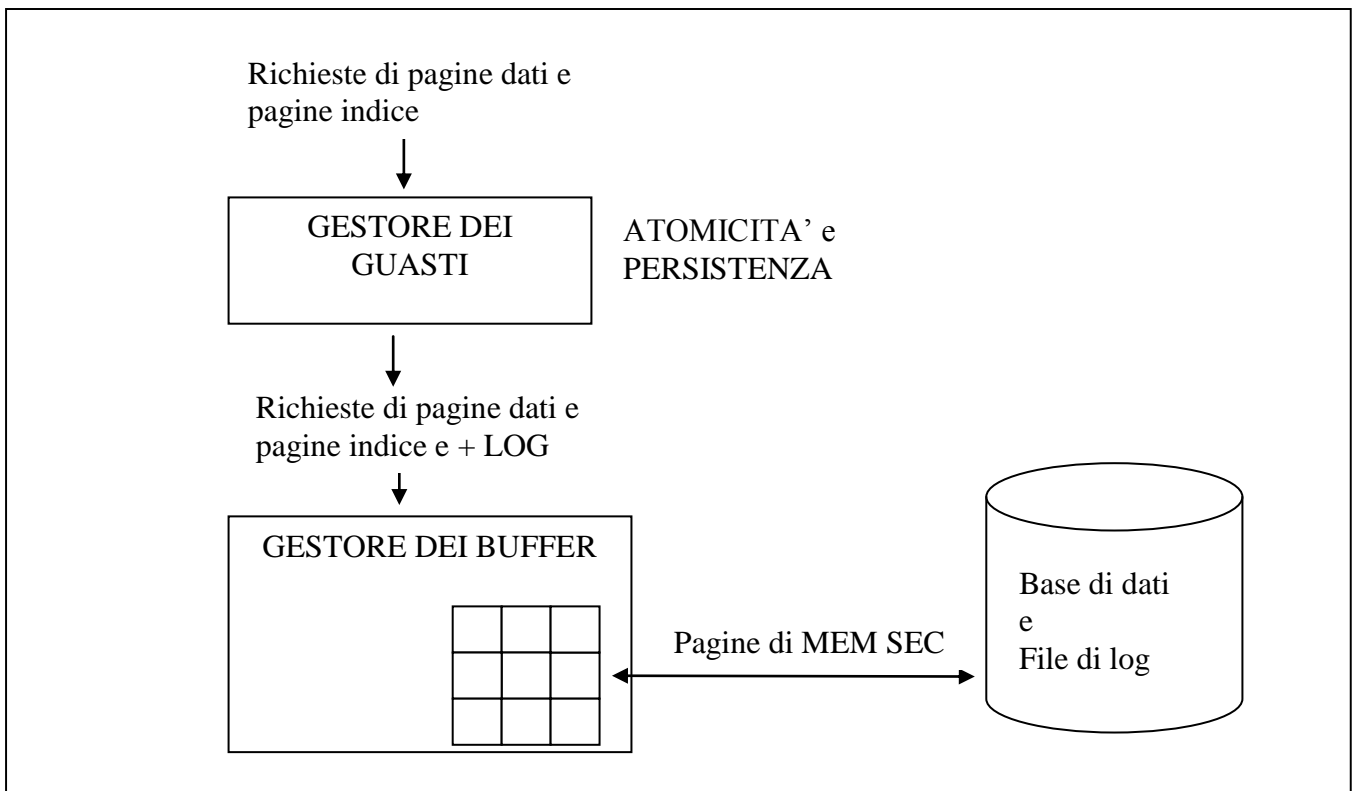 Richieste di pagine dati e
pagine indice
GESTORE DEI
GUASTI
ATOMICITA’ e
PERSISTENZA
Richieste di pagine dati e
pagine indice e + LOG
GESTORE DEI BUFFER
Pagine di MEM SEC
Base di dati
e
File di log